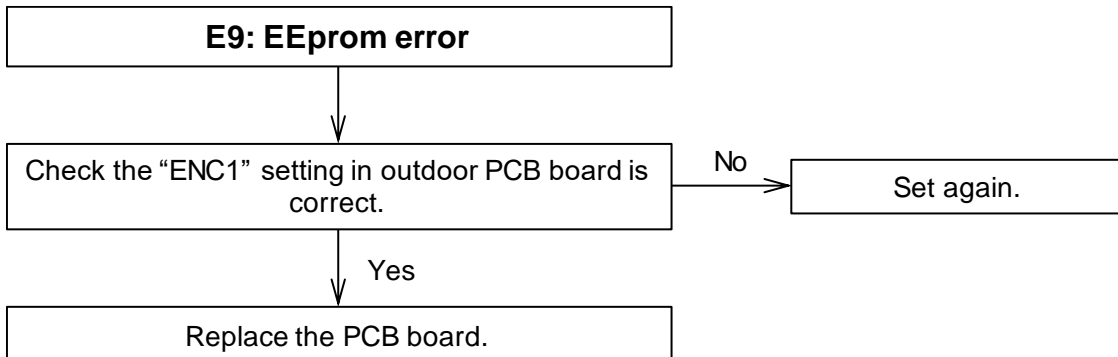 E9: EEprom error
Check the “ENC1” setting in outdoor PCB board is
correct.
No
Set again.
Yes
Replace the PCB board.